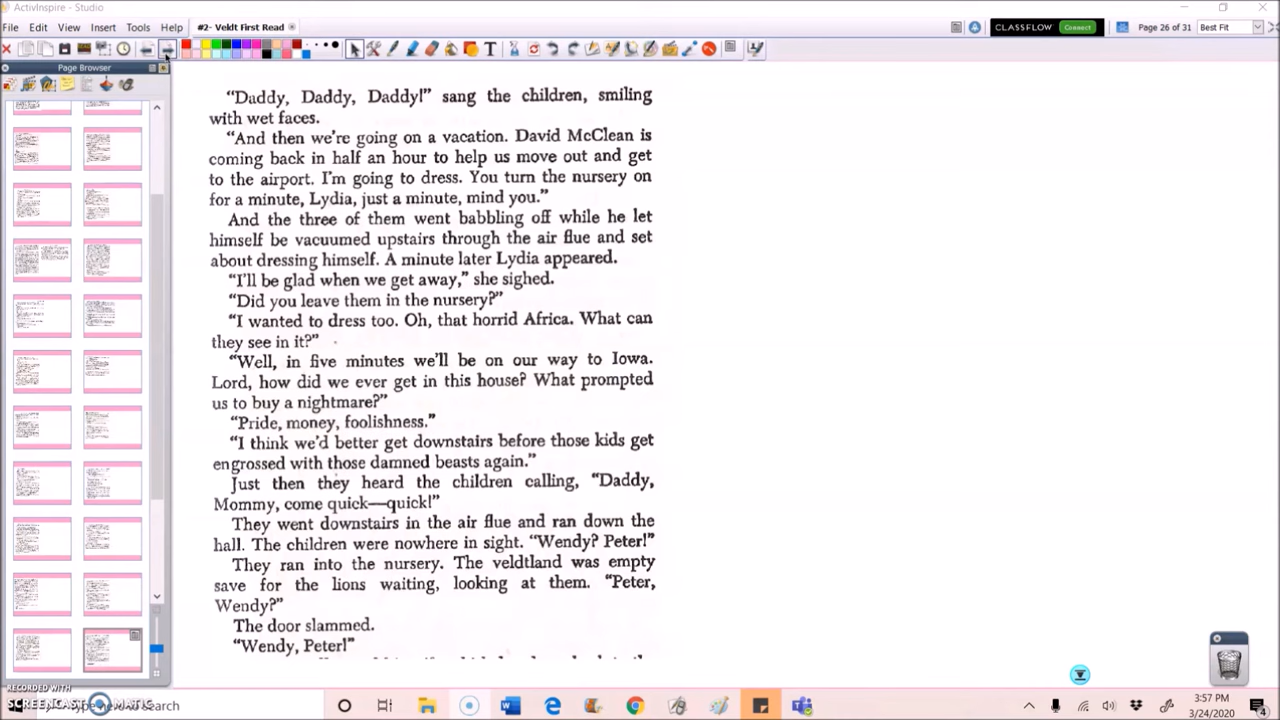 ActivInspire - Studio
File Edit View Insert Tools Help #2- Veldt First Read CLASSFLOW Connect Page 26 of 31 Best Fit
Page Browser
“Daddy, Daddy, Daddy!” sang the children, smiling
with wet faces.
“And then we’re going on a vacation. David McClean is
coming back in half an hour to help us move out and get
to the airport. I’m going to dress. You turn the nursery on
for a minute, Lydia, just a minute, mind you.”
And the three of them went babbling off while he let
himself be vacuumed upstairs through the air flue and set
about dressing himself. A minute later Lydia appeared.
“I’ll be glad when we get away,” she sighed.
“Did you leave them in the nursery?”
“I wanted to dress too. Oh, that horrid Africa. What can
they see in it?”
“Well, in five minutes we’ll be on our way to Iowa.
Lord, how did we ever get in this house? What prompted
us to buy a nightmare?”
“Pride, money, foolishness.”
“I think we’d better get downstairs before those kids get
engrossed with those damned beasts again.”
Just then they heard the children calling, “Daddy,
Mommy, come quick—quick!”
They went downstairs in the air flue and ran down the
hall. The children were nowhere in sight. “Wendy? Peter!”
They ran into the nursery. The veldtland was empty
save for the lions waiting, looking at them. “Peter,
Wendy?”
The door slammed.
“Wendy, Peter!”
RECORDED WITH
SCREENCAST-O-MATIC
here to search
3:57 PM
3/24/2020